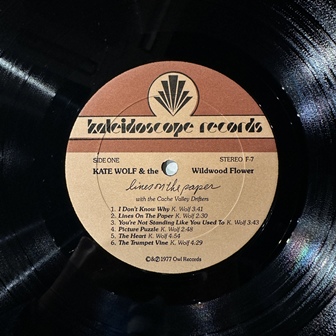 kaleidoscope records
SIDE ONE STEREO F-7
KATE WOLF & the Wildwood Flower
lines on the paper
with the Cache Valley Drifters
1. I Don't Know Why K. Wolf 3:41
2. Lines On The Paper K. Wolf 2:30
3. You're Not Standing Like You Used To K. Wolf 3:43
4. Picture Puzzle K. Wolf 2:48
5. The Heart K. Wolf 4:54
6. The Trumpet Vine K. Wolf 4:29
©&℗ 1977 Owl Records